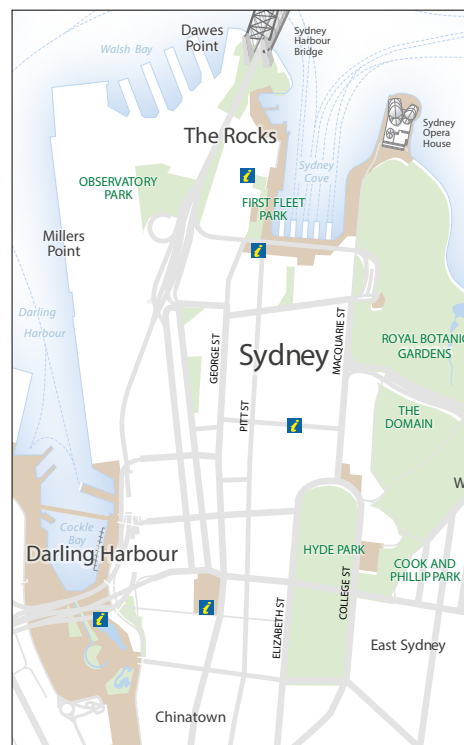 Dawes
Point
Sydney
Harbour
Bridge
Walsh Bay
Sydney
Opera
House
The Rocks
Sydney
Cove
OBSERVATORY
PARK
i
FIRST FLEET
PARK
Millers
Point
i
Darling
Harbour
GEORGE ST
Sydney
MACQUARIE ST
ROYAL BOTANIC
GARDENS
PITT ST
THE
DOMAIN
i
W
Cockle
Bay
Darling Harbour
HYDE PARK
COOK AND
PHILLIP PARK
i
i
ELIZABETH ST
COLLEGE ST
East Sydney
Chinatown